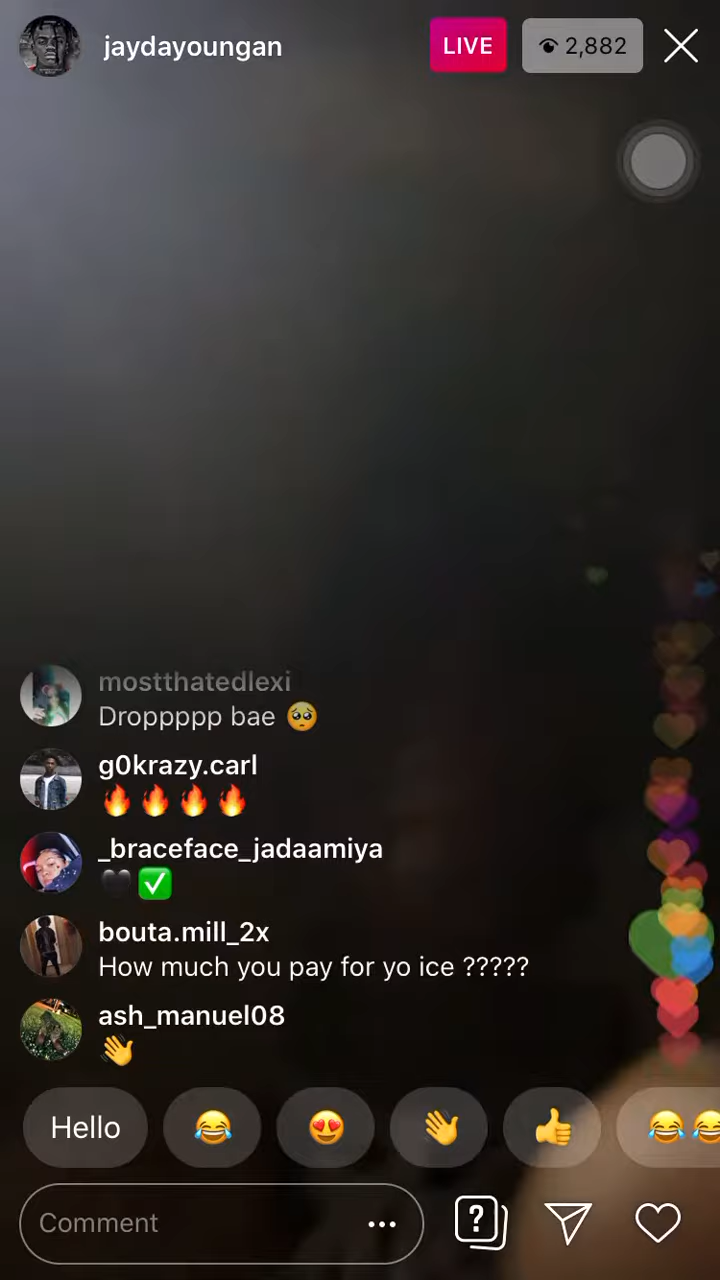 jaydayoungan
LIVE
2,882
mostthatedlexi
Droppppp bae 🥺
g0krazy.carl
🔥🔥🔥🔥
_braceface_jadaamiya
🖤✅
bouta.mill_2x
How much you pay for yo ice ?????
ash_manuel08
👋
Hello 😂 😍 👋 👍 😂😂
Comment
?